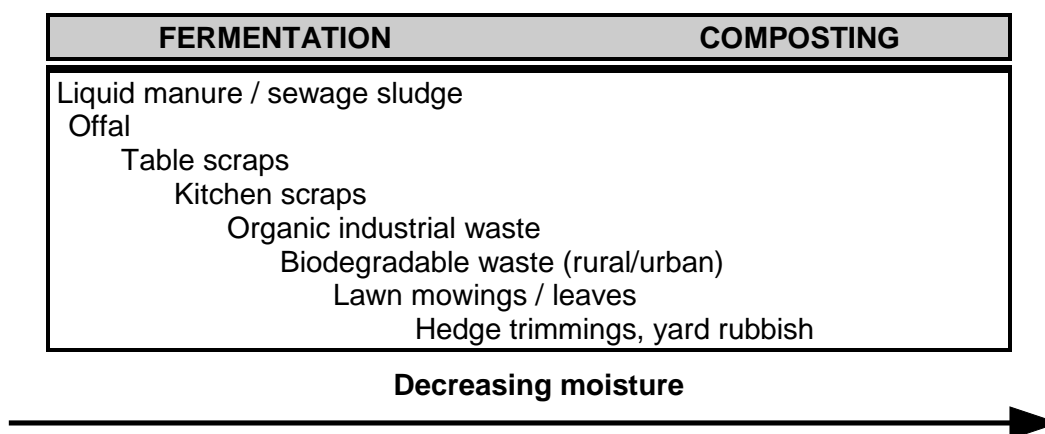 FERMENTATION COMPOSTING
Liquid manure / sewage sludge
Offal
Table scraps
Kitchen scraps
Organic industrial waste
Biodegradable waste (rural/urban)
Lawn mowings / leaves
Hedge trimmings, yard rubbish
Decreasing moisture